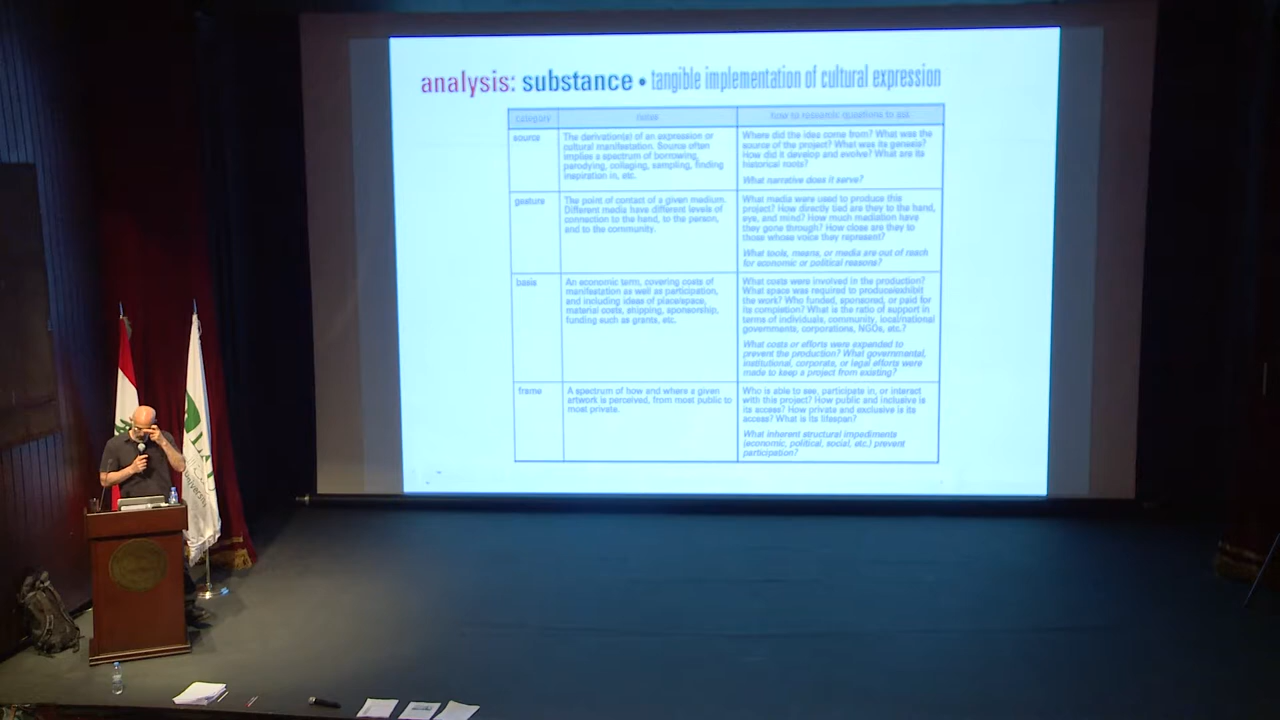 analysis: substance • tangible implementation of cultural expression
category notes how to research: questions to ask
source
The derivation(s) of an expression or
cultural manifestation. Source often
implies a spectrum of borrowing,
parodying, collaging, sampling, finding
inspiration in, etc.
Where did the idea come from? What was the
source of the project? What was its genesis?
How did it develop and evolve? What are its
historical roots?
What narrative does it serve?
gesture
The point of contact of a given medium.
Different media have different levels of
connection to the hand, to the person,
and to the community.
What media were used to produce this
project? How directly tied are they to the hand,
eye, and mind? How much mediation have
they gone through? How close are they to
those whose voice they represent?
What tools, means, or media are out of reach
for economic or political reasons?
basis
An economic term, covering costs of
manifestation as well as participation,
and including ideas of place/space,
material costs, shipping, sponsorship,
funding such as grants, etc.
What costs were involved in the production?
What space was required to produce/exhibit
the work? Who funded, sponsored, or paid for
its completion? What is the ratio of support in
terms of individuals, community, local/national
governments, corporations, NGOs, etc.?
What costs or efforts were expended to
prevent the production? What governmental,
institutional, corporate, or legal efforts were
made to keep a project from existing?
frame
A spectrum of how and where a given
artwork is perceived, from most public to
most private.
Who is able to see, participate in, or interact
with this project? How public and inclusive is
its access? How private and exclusive is its
access? What is its lifespan?
What inherent structural impediments
(economic, political, social, etc.) prevent
participation?